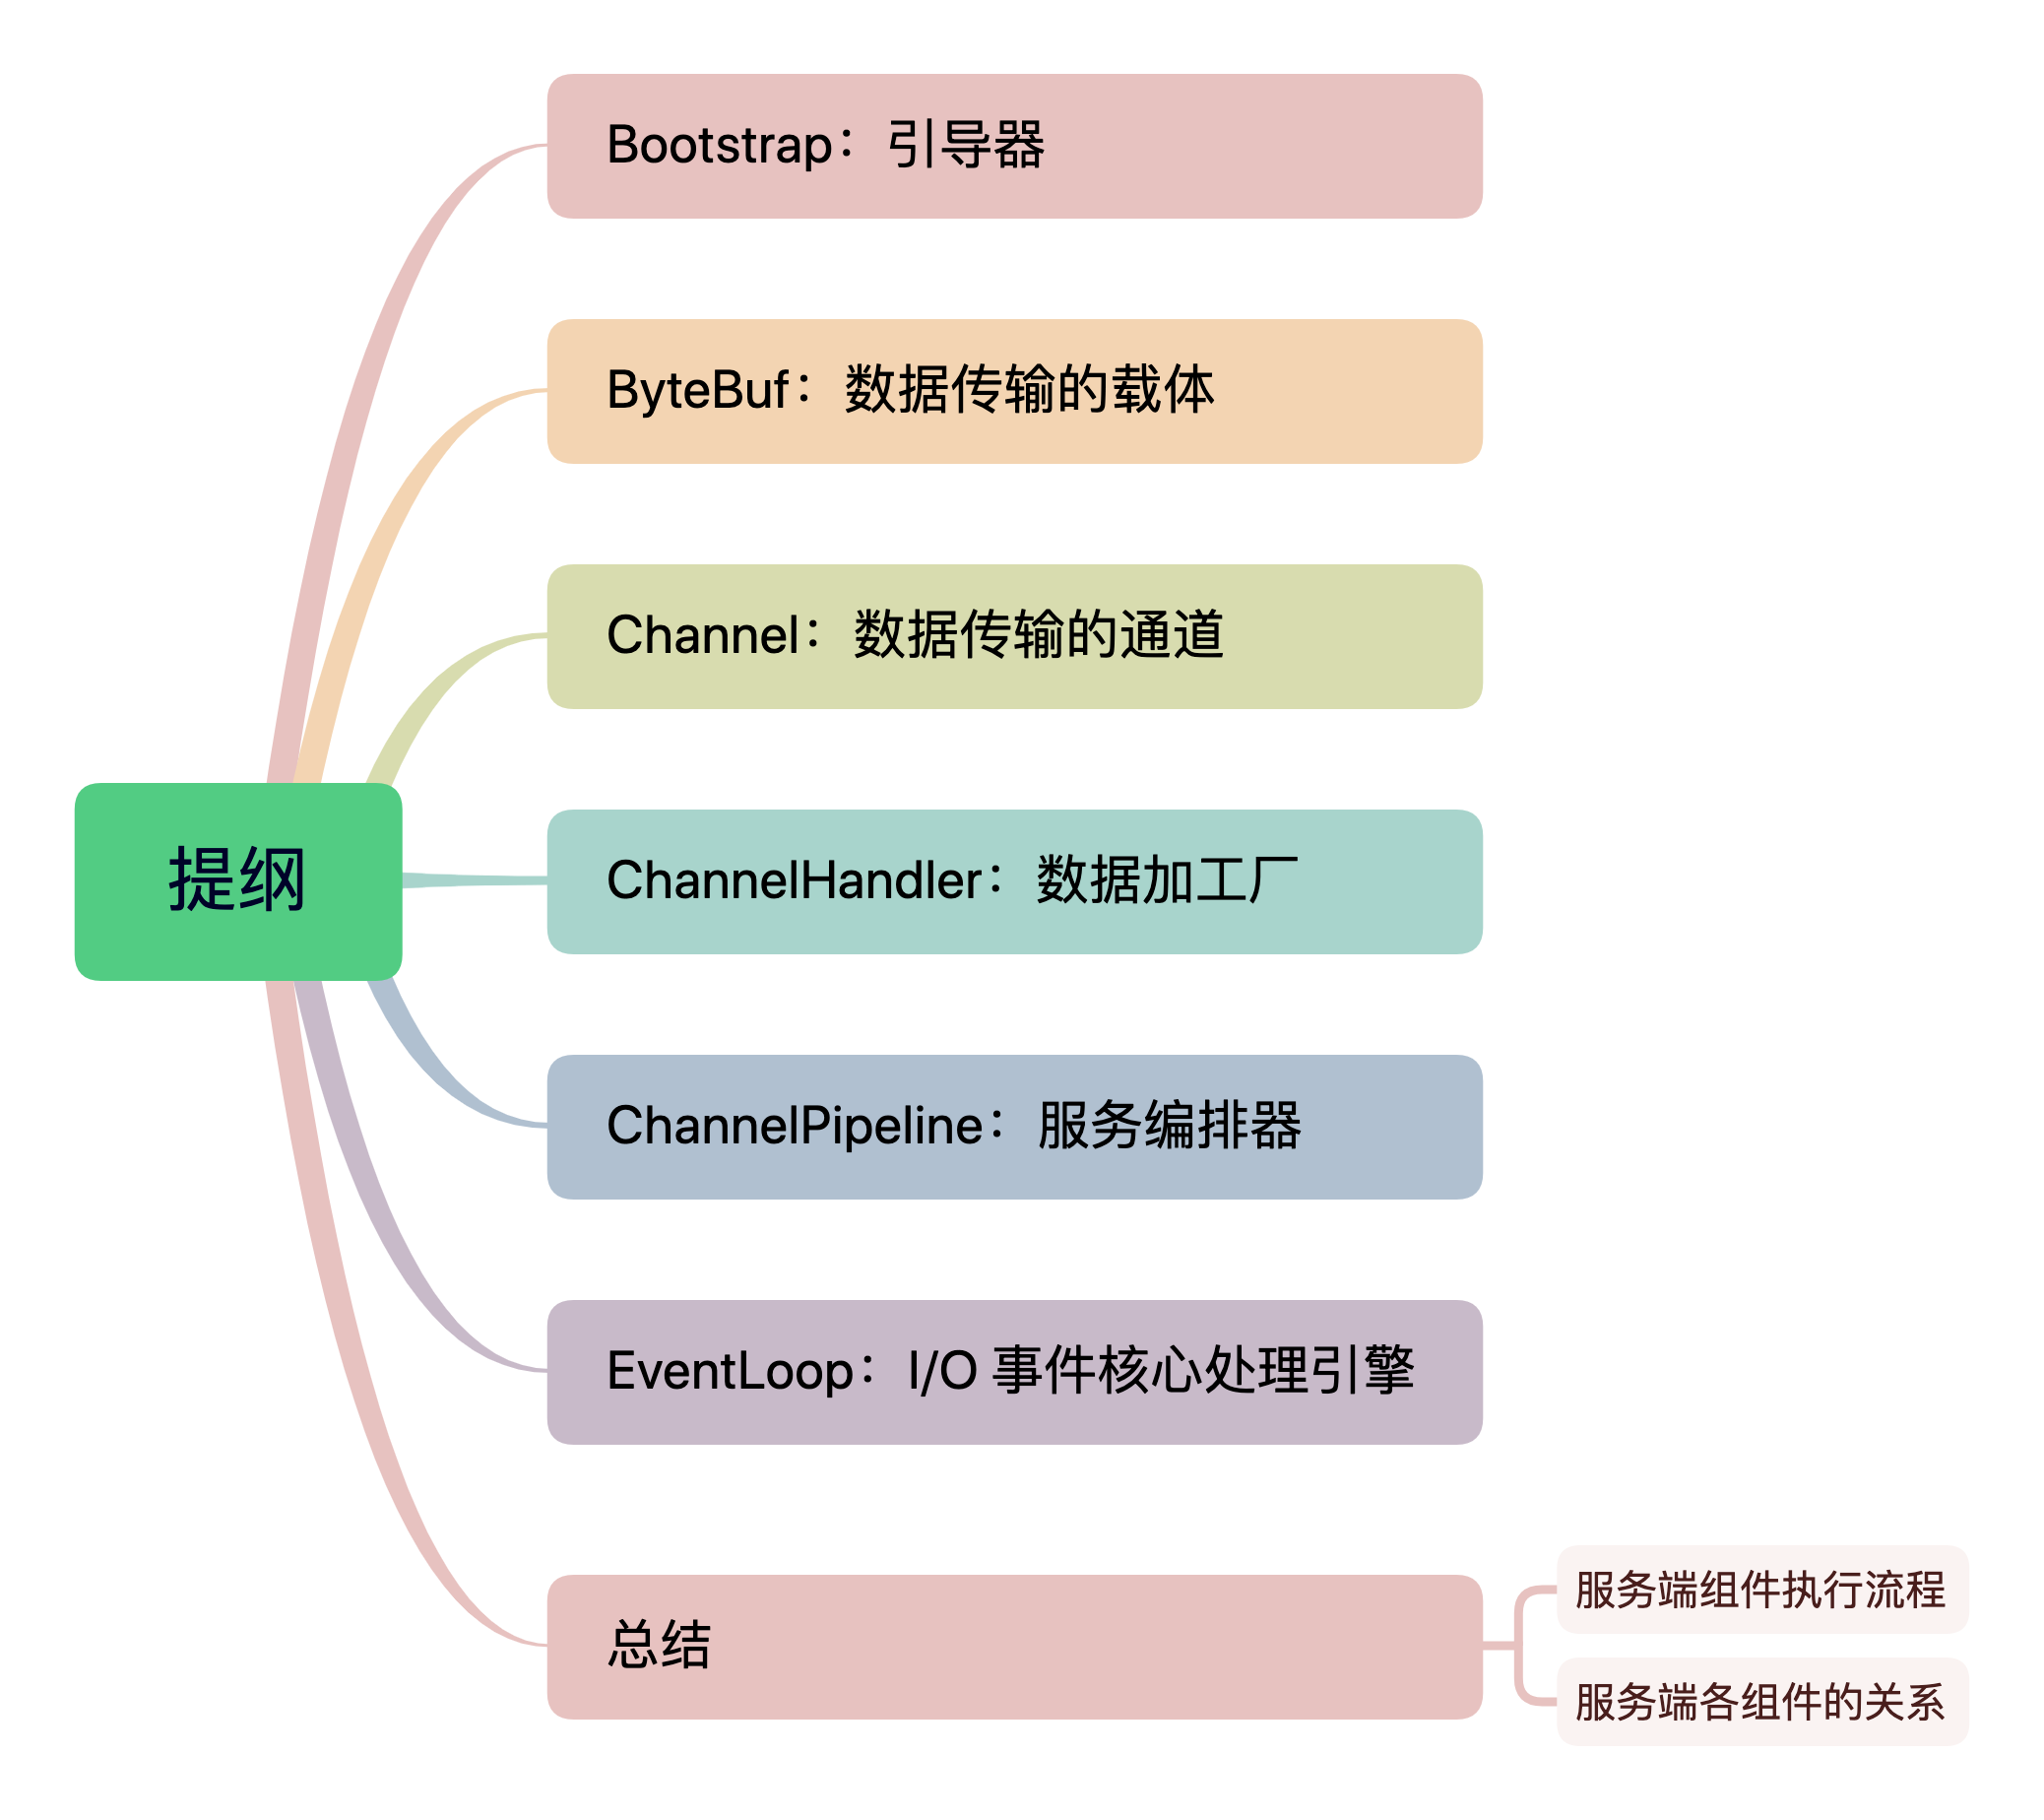 提纲
Bootstrap：引导器
ByteBuf：数据传输的载体
Channel：数据传输的通道
ChannelHandler：数据加工厂
ChannelPipeline：服务编排器
EventLoop：I/O 事件核心处理引擎
总结
服务端组件执行流程
服务端各组件的关系